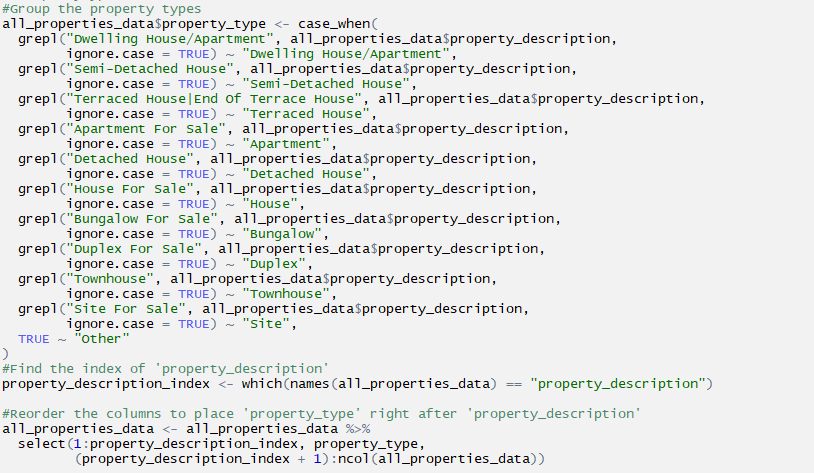 #Group the property types
all_properties_data$property_type <- case_when(
  grepl("Dwelling House/Apartment", all_properties_data$property_description,
        ignore.case = TRUE) ~ "Dwelling House/Apartment",
  grepl("Semi-Detached House", all_properties_data$property_description,
        ignore.case = TRUE) ~ "Semi-Detached House",
  grepl("Terraced House|End Of Terrace House", all_properties_data$property_description,
        ignore.case = TRUE) ~ "Terraced House",
  grepl("Apartment For Sale", all_properties_data$property_description,
        ignore.case = TRUE) ~ "Apartment",
  grepl("Detached House", all_properties_data$property_description,
        ignore.case = TRUE) ~ "Detached House",
  grepl("House For Sale", all_properties_data$property_description,
        ignore.case = TRUE) ~ "House",
  grepl("Bungalow For Sale", all_properties_data$property_description,
        ignore.case = TRUE) ~ "Bungalow",
  grepl("Duplex For Sale", all_properties_data$property_description,
        ignore.case = TRUE) ~ "Duplex",
  grepl("Townhouse", all_properties_data$property_description,
        ignore.case = TRUE) ~ "Townhouse",
  grepl("Site For Sale", all_properties_data$property_description,
        ignore.case = TRUE) ~ "Site",
  TRUE ~ "Other"
)
#Find the index of 'property_description'
property_description_index <- which(names(all_properties_data) == "property_description")

#Reorder the columns to place 'property_type' right after 'property_description'
all_properties_data <- all_properties_data %>%
  select(1:property_description_index, property_type,
         (property_description_index + 1):ncol(all_properties_data))